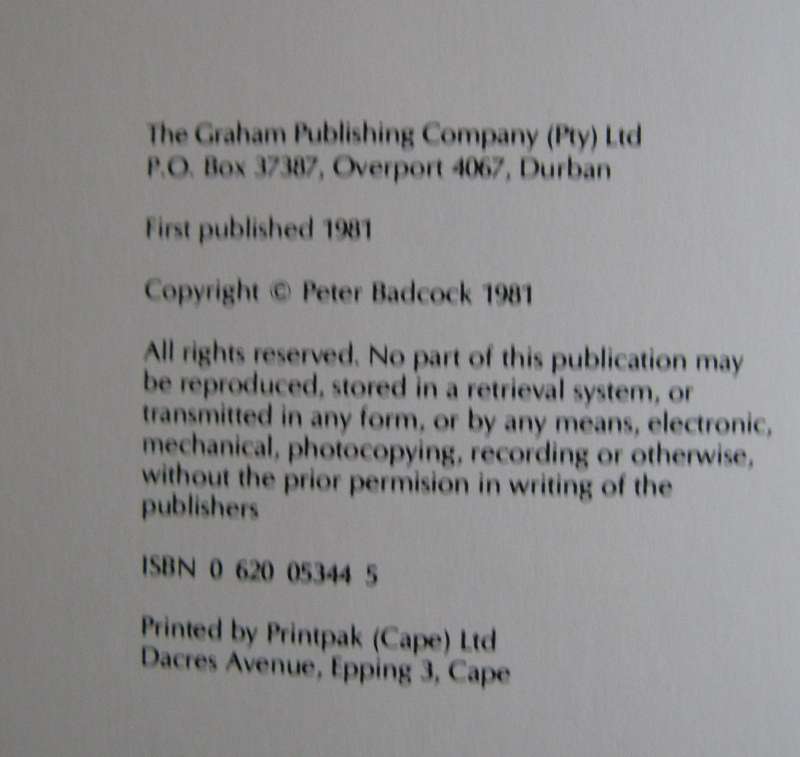 The Graham Publishing Company (Pty) Ltd
P.O. Box 37387, Overport 4067, Durban
First published 1981
Copyright © Peter Badcock 1981
All rights reserved. No part of this publication may
be reproduced, stored in a retrieval system, or
transmitted in any form, or by any means, electronic,
mechanical, photocopying, recording or otherwise,
without the prior permision in writing of the
publishers
ISBN 0 620 05344 5
Printed by Printpak (Cape) Ltd
Dacres Avenue, Epping 3, Cape